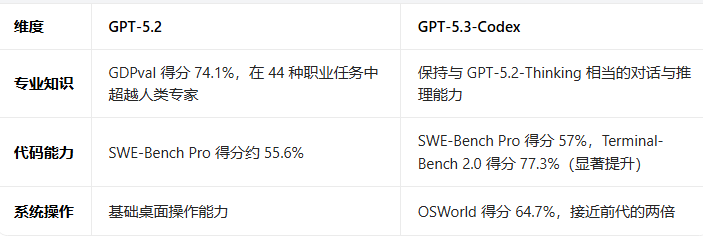 维度 GPT-5.2 GPT-5.3-Codex
专业知识
GDPval 得分 74.1%，在 44 种职业任务中
超越人类专家
保持与 GPT-5.2-Thinking 相当的对话与推
理能力
代码能力
SWE-Bench Pro 得分约 55.6%
SWE-Bench Pro 得分 57%，Terminal-
Bench 2.0 得分 77.3%（显著提升）
系统操作
基础桌面操作能力
OSWorld 得分 64.7%，接近前代的两倍